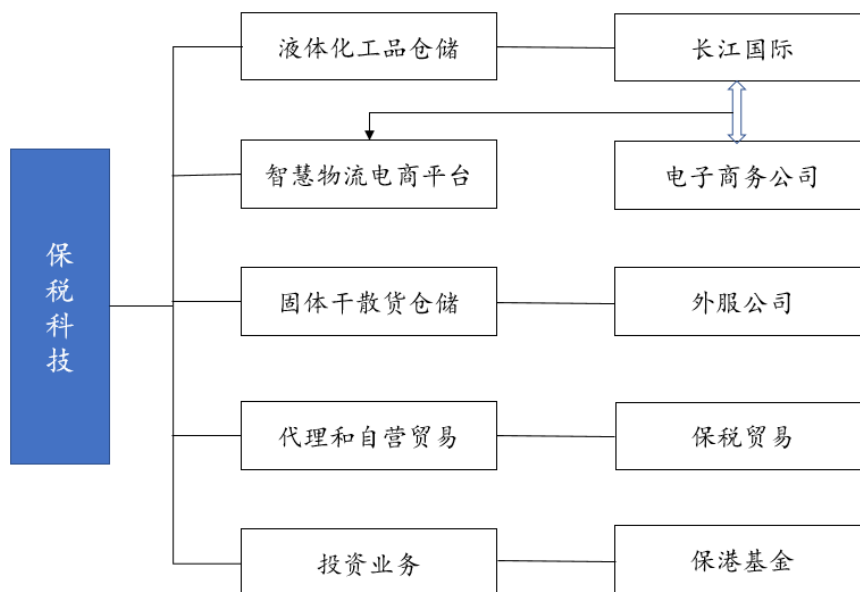 保税科技
液体化工品仓储
长江国际
智慧物流电商平台
电子商务公司
固体干散货仓储
外服公司
代理和自营贸易
保税贸易
投资业务
保港基金